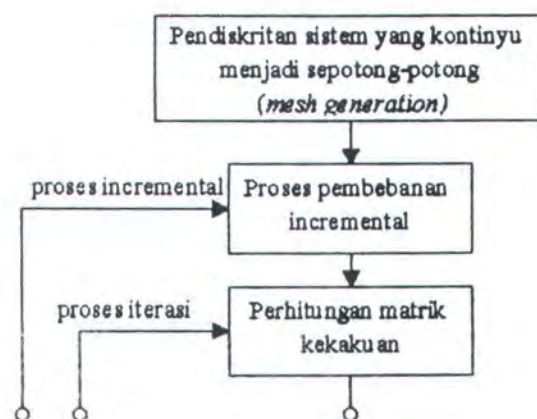 Pendiskritan sistem yang kontinyu
menjadi sepotong-potong
(mesh generation)
proses incremental
Proses pembebanan
incremental
proses iterasi
Perhitungan matrik
kekakuan